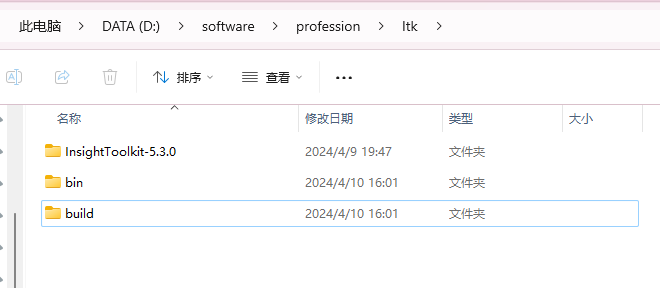 此电脑 > DATA (D:) > software > profession > Itk >
排序 查看 ...
名称 修改日期 类型 大小
InsightToolkit-5.3.0 2024/4/9 19:47 文件夹
bin 2024/4/10 16:01 文件夹
build 2024/4/10 16:01 文件夹